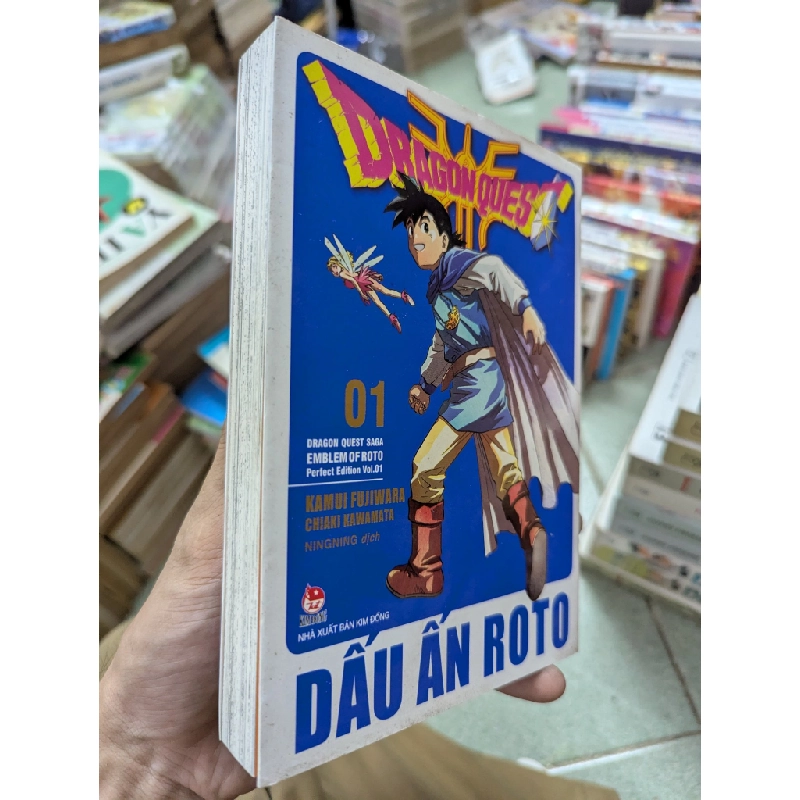 DRAGON QUEST
01
DRAGON QUEST SAGA
EMBLEM OF ROTO
Perfect Edition Vol.01
KAMUI FUJIWARA
CHIAKI KAWAMATA
NINGNING dịch
NHÀ XUẤT BẢN KIM ĐỒNG
DẤU ẤN ROTO